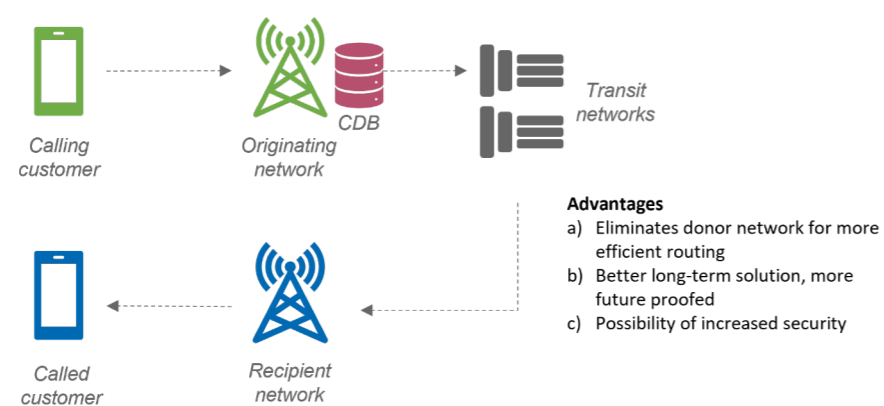 Calling
customer
Originating
network
CDB
Transit
networks
Advantages
a) Eliminates donor network for more
efficient routing
b) Better long-term solution, more
future proofed
c) Possibility of increased security
Called
customer
Recipient
network